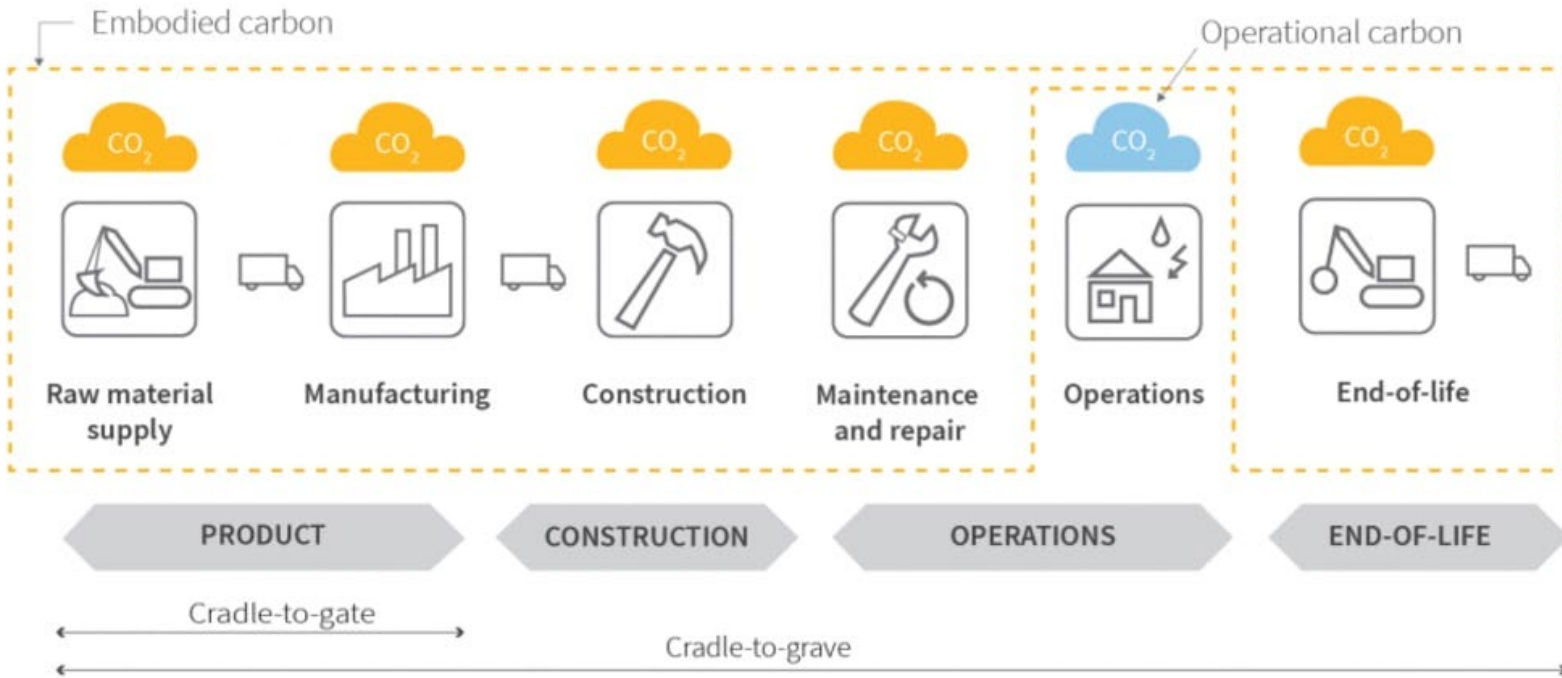 Embodied carbon
Operational carbon
CO2
CO2
CO2
CO2
CO2
CO2
Raw material
supply
Manufacturing
Construction
Maintenance
and repair
Operations
End-of-life
PRODUCT
CONSTRUCTION
OPERATIONS
END-OF-LIFE
Cradle-to-gate
Cradle-to-grave